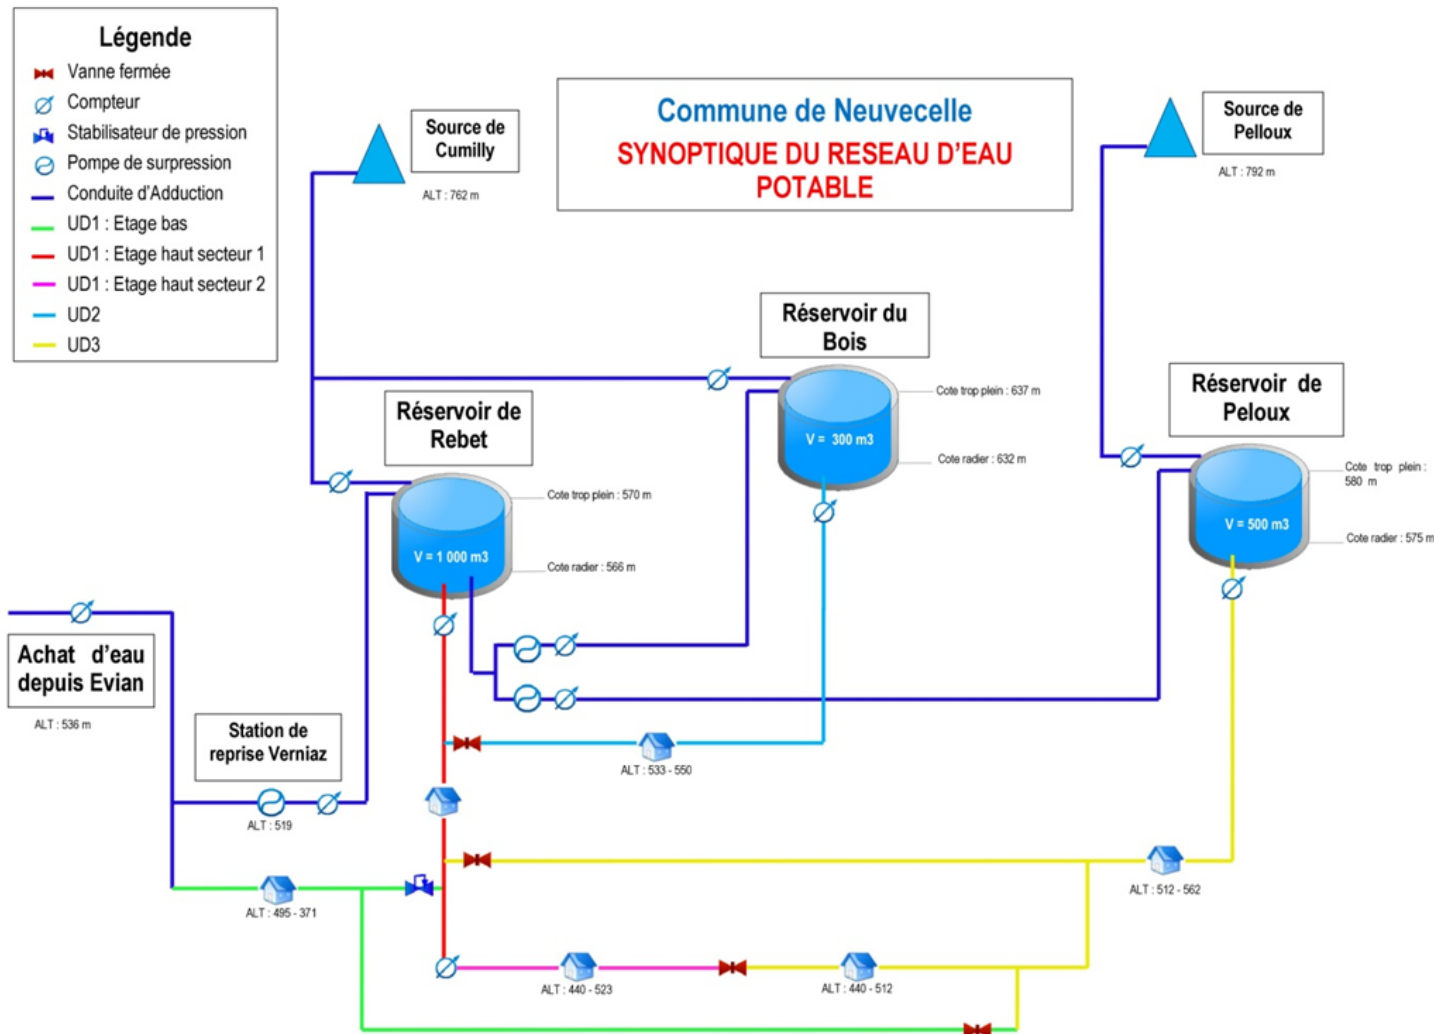 Légende
Vanne fermée
Compteur
Stabilisateur de pression
Pompe de surpression
Conduite d'Adduction
UD1 : Etage bas
UD1 : Etage haut secteur 1
UD1 : Etage haut secteur 2
UD2
UD3
Source de
Cumilly
ALT : 762 m
Commune de Neuvecelle
SYNOPTIQUE DU RESEAU D'EAU
POTABLE
Source de
Pelloux
ALT : 792 m
Réservoir du
Bois
Cote trop plein : 637 m
V = 300 m3
Cote radier : 632 m
Réservoir de
Rebet
Cote trop plein : 570 m
V = 1 000 m3
Cote radier : 566 m
Réservoir de
Peloux
Cote trop plein :
580 m
V = 500 m3
Cote radier : 575 m
Achat d'eau
depuis Evian
ALT : 536 m
Station de
reprise Verniaz
ALT : 519
ALT : 533 - 550
ALT : 495 - 371
ALT : 512 - 562
ALT : 440 - 523
ALT : 440 - 512